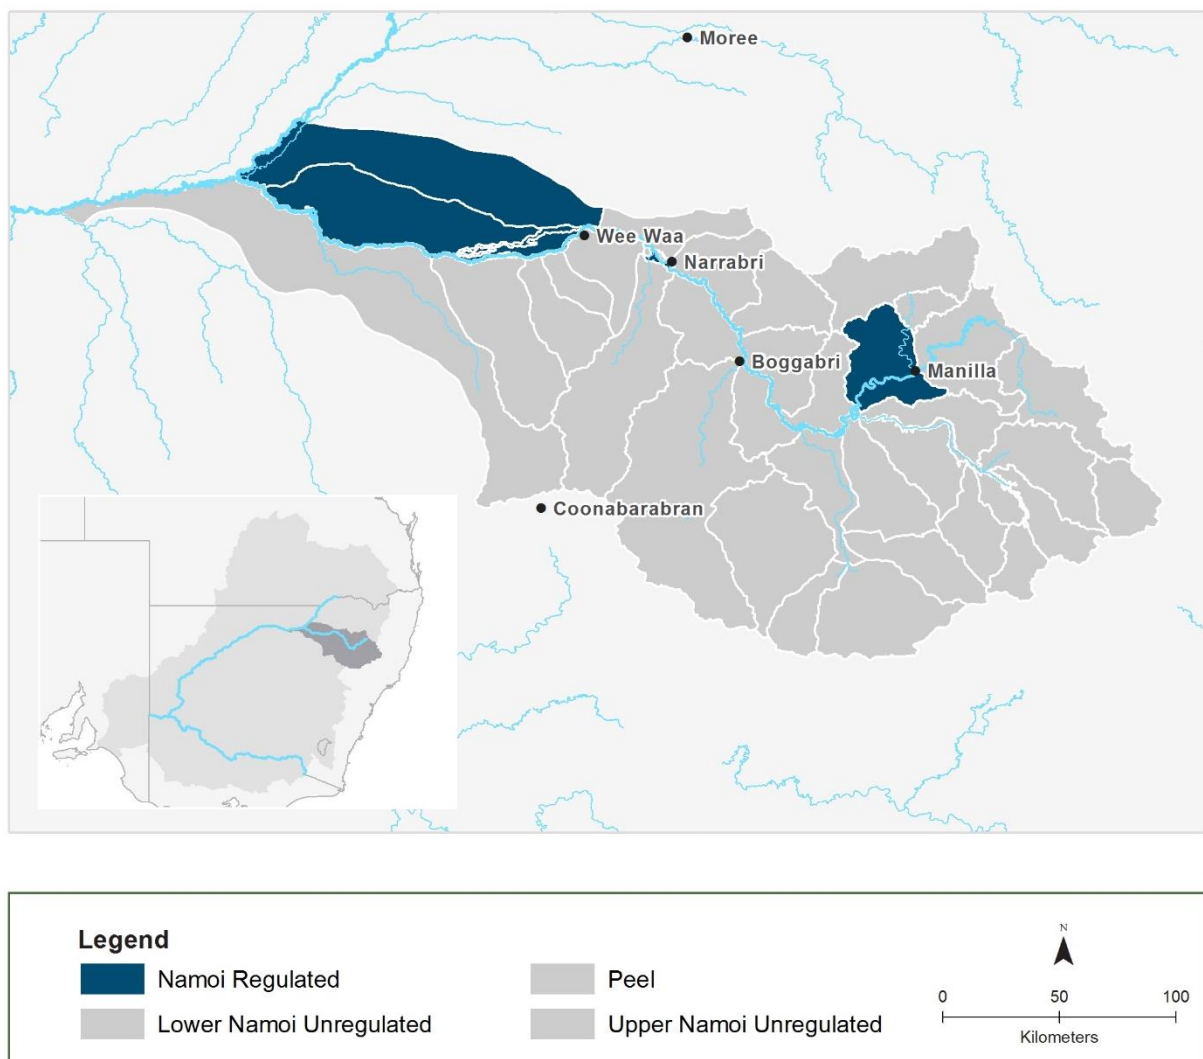 Moree
Wee Waa
Narrabri
Boggabri
Manilla
Coonabarabran
Legend
Namoi Regulated
Peel
Lower Namoi Unregulated
Upper Namoi Unregulated
N
0 50 100
Kilometers